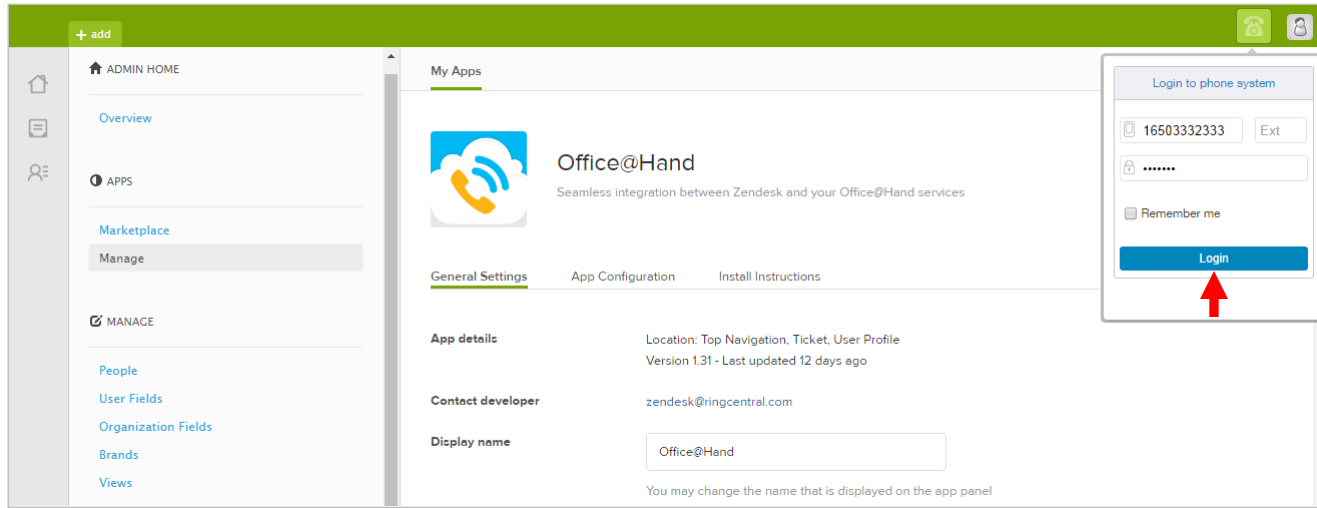 + add
ADMIN HOME
Overview
APPS
Marketplace
Manage
MANAGE
People
User Fields
Organization Fields
Brands
Views
My Apps
Office@Hand
Seamless integration between Zendesk and your Office@Hand services
General Settings App Configuration Install Instructions
App details Location: Top Navigation, Ticket, User Profile
Version 1.31 - Last updated 12 days ago
Contact developer zendesk@ringcentral.com
Display name Office@Hand
You may change the name that is displayed on the app panel
Login to phone system
16503332333 Ext
•••••••
Remember me
Login